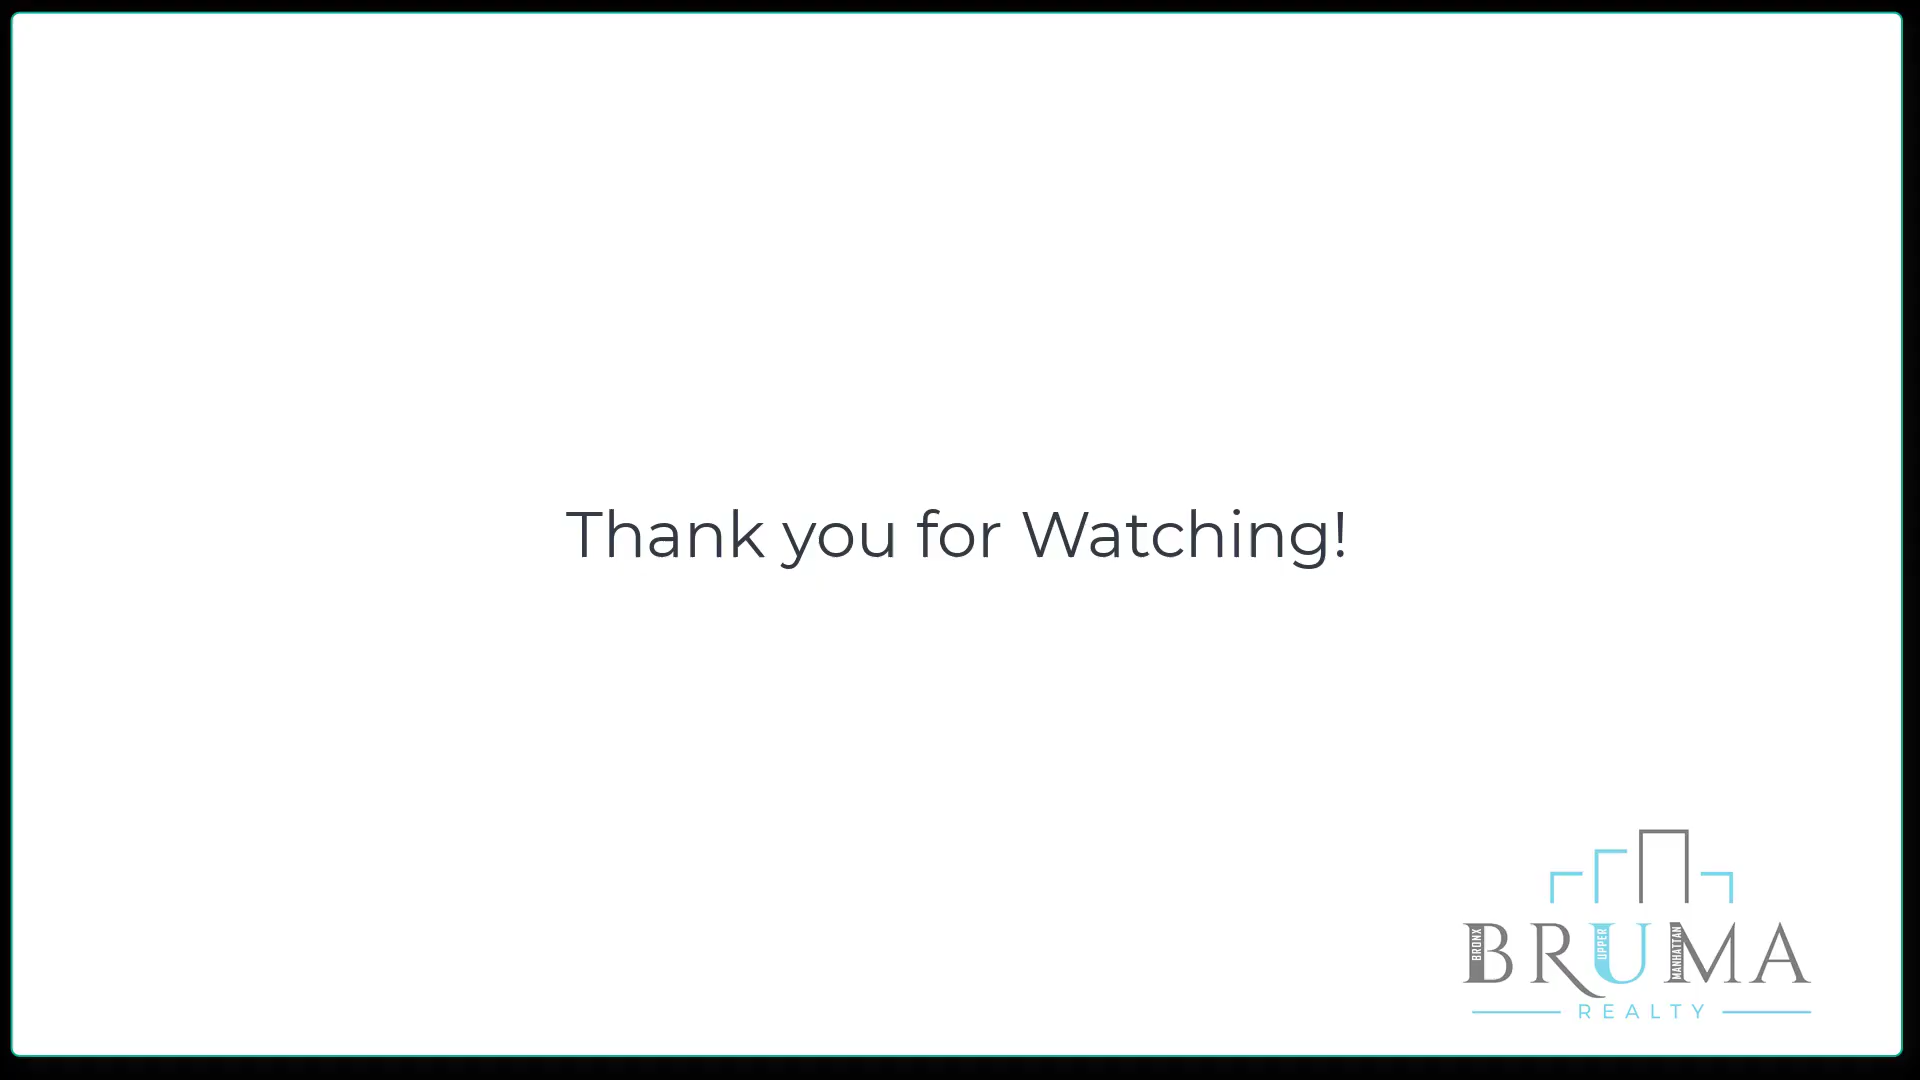 Thank you for Watching!
BRUMA
BRONX
UPPER
MANHATTAN
REALTY